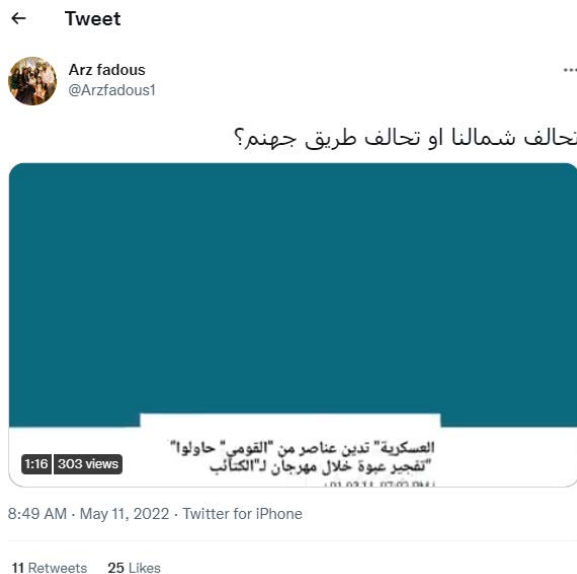 ← Tweet
Arz fadous
@Arzfadous1
تحالف شمالنا او تحالف طريق جهنم؟
العسكرية" تدين عناصر من "القومي" حاولوا"
"تفجير عبوة خلال مهرجان لـ"الكتائب
1:16 303 views
8:49 AM · May 11, 2022 · Twitter for iPhone
11 Retweets 25 Likes